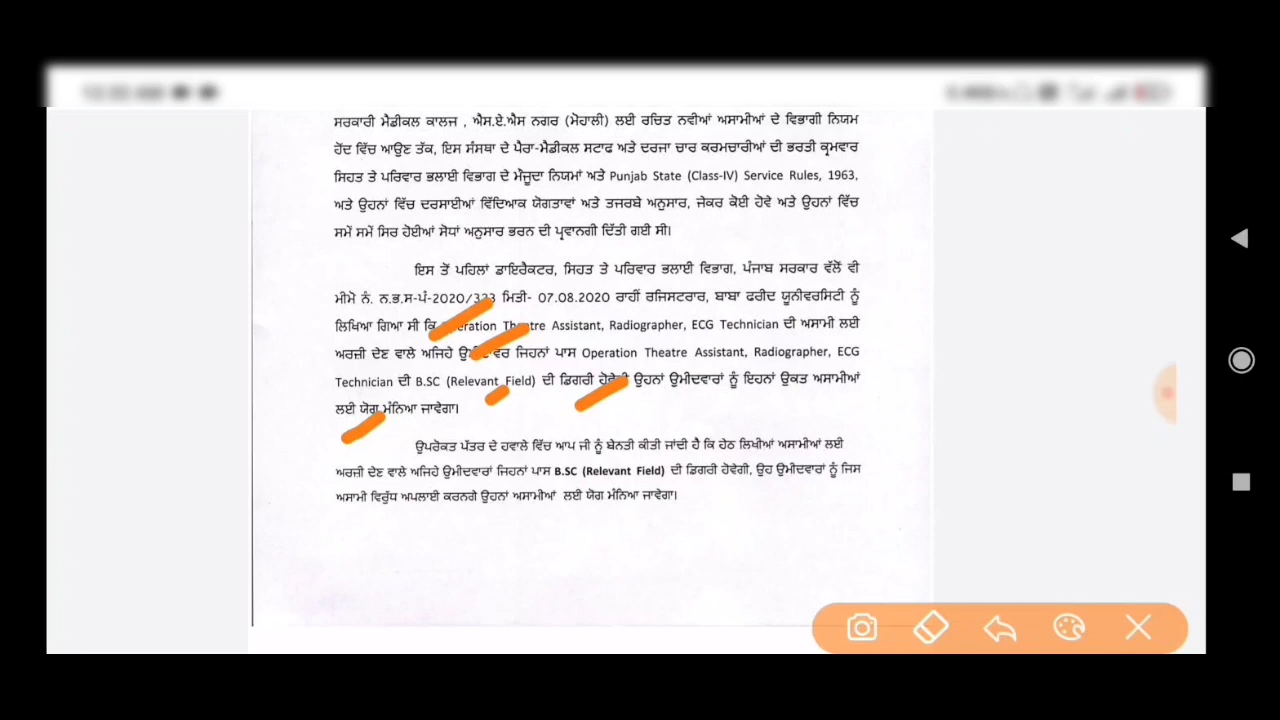 ਸਰਕਾਰੀ ਮੈਡੀਕਲ ਕਾਲਜ , ਐਸ.ਏ.ਐਸ ਨਗਰ (ਮੋਹਾਲੀ) ਲਈ ਰਚਿਤ ਨਵੀਆਂ ਅਸਾਮੀਆਂ ਦੇ ਵਿਭਾਗੀ ਨਿਯਮ
ਹੋਂਦ ਵਿੱਚ ਆਉਣ ਤੱਕ, ਇਸ ਸੰਸਥਾ ਦੇ ਪੈਰਾ-ਮੈਡੀਕਲ ਸਟਾਫ ਅਤੇ ਦਰਜਾ ਚਾਰ ਕਰਮਚਾਰੀਆਂ ਦੀ ਭਰਤੀ ਕ੍ਰਮਵਾਰ
ਸਿਹਤ ਤੇ ਪਰਿਵਾਰ ਭਲਾਈ ਵਿਭਾਗ ਦੇ ਮੌਜੂਦਾ ਨਿਯਮਾਂ ਅਤੇ Punjab State (Class-IV) Service Rules, 1963,
ਅਤੇ ਉਹਨਾਂ ਵਿੱਚ ਦਰਸਾਈਆਂ ਵਿੱਦਿਅਕ ਯੋਗਤਾਵਾਂ ਅਤੇ ਤਜਰਬੇ ਅਨੁਸਾਰ, ਜੇਕਰ ਕੋਈ ਹੋਵੇ ਅਤੇ ਉਹਨਾਂ ਵਿੱਚ
ਸਮੇਂ ਸਮੇਂ ਸਿਰ ਹੋਈਆਂ ਸੋਧਾਂ ਅਨੁਸਾਰ ਭਰਨ ਦੀ ਪ੍ਰਵਾਨਗੀ ਦਿੱਤੀ ਗਈ ਸੀ।
ਇਸ ਤੋਂ ਪਹਿਲਾਂ ਡਾਇਰੈਕਟਰ, ਸਿਹਤ ਤੇ ਪਰਿਵਾਰ ਭਲਾਈ ਵਿਭਾਗ, ਪੰਜਾਬ ਸਰਕਾਰ ਵੱਲੋਂ ਵੀ
ਮੀਮੋ ਨੰ. ਨ.ਭ.ਸ-ਪੰ-2020/323 ਮਿਤੀ- 07.08.2020 ਰਾਹੀਂ ਰਜਿਸਟਰਾਰ, ਬਾਬਾ ਫਰੀਦ ਯੂਨੀਵਰਸਿਟੀ ਨੂੰ
ਲਿਖਿਆ ਗਿਆ ਸੀ ਕਿ Operation Theatre Assistant, Radiographer, ECG Technician ਦੀ ਅਸਾਮੀ ਲਈ
ਅਰਜ਼ੀ ਦੇਣ ਵਾਲੇ ਅਜਿਹੇ ਉਮੀਦਵਾਰ ਜਿਹਨਾਂ ਪਾਸ Operation Theatre Assistant, Radiographer, ECG
Technician ਦੀ B.SC (Relevant Field) ਦੀ ਡਿਗਰੀ ਹੋਵੇਗੀ ਉਹਨਾਂ ਉਮੀਦਵਾਰਾਂ ਨੂੰ ਇਹਨਾਂ ਉਕਤ ਅਸਾਮੀਆਂ
ਲਈ ਯੋਗ ਮੰਨਿਆ ਜਾਵੇਗਾ।
ਉਪਰੋਕਤ ਪੱਤਰ ਦੇ ਹਵਾਲੇ ਵਿੱਚ ਆਪ ਜੀ ਨੂੰ ਬੇਨਤੀ ਕੀਤੀ ਜਾਂਦੀ ਹੈ ਕਿ ਹੇਠ ਲਿਖੀਆਂ ਅਸਾਮੀਆਂ ਲਈ
ਅਰਜ਼ੀ ਦੇਣ ਵਾਲੇ ਅਜਿਹੇ ਉਮੀਦਵਾਰਾਂ ਜਿਹਨਾਂ ਪਾਸ B.SC (Relevant Field) ਦੀ ਡਿਗਰੀ ਹੋਵੇਗੀ, ਉਹ ਉਮੀਦਵਾਰਾਂ ਨੂੰ ਜਿਸ
ਅਸਾਮੀ ਵਿਰੁੱਧ ਅਪਲਾਈ ਕਰਨਗੇ ਉਹਨਾਂ ਅਸਾਮੀਆਂ ਲਈ ਯੋਗ ਮੰਨਿਆ ਜਾਵੇਗਾ।